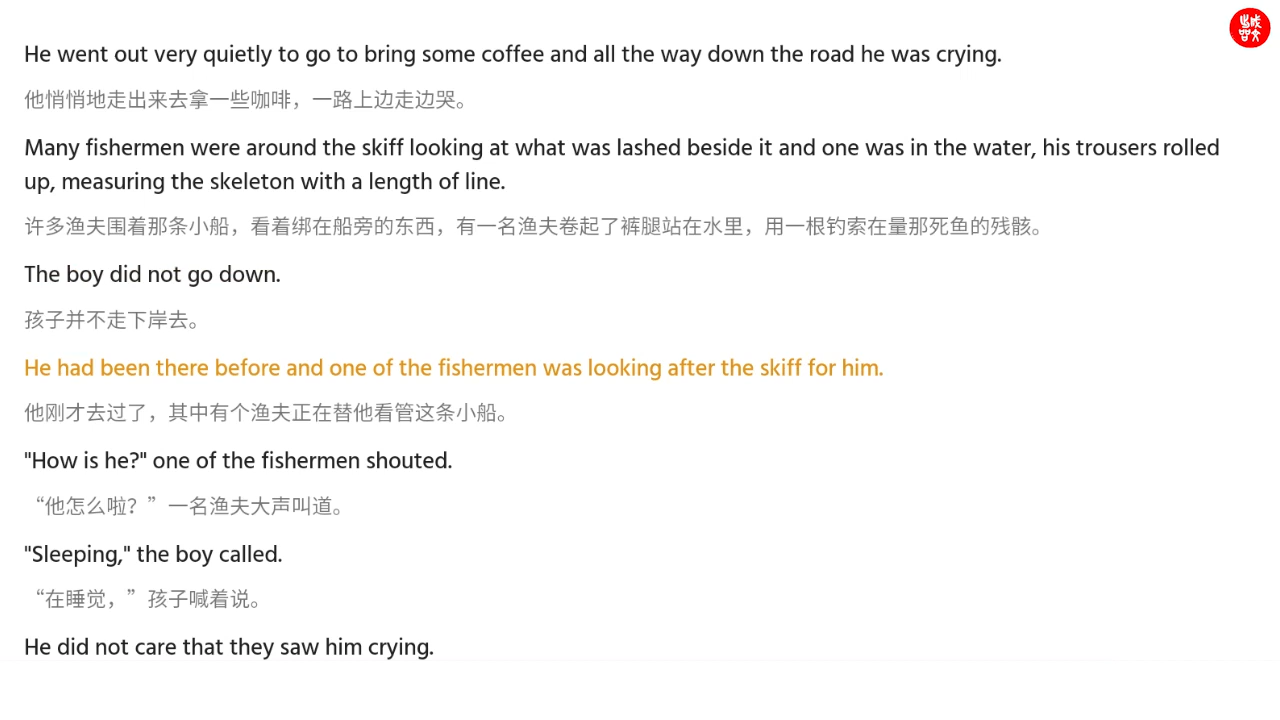 He went out very quietly to go to bring some coffee and all the way down the road he was crying.
他悄悄地走出来去拿一些咖啡，一路上边走边哭。
Many fishermen were around the skiff looking at what was lashed beside it and one was in the water, his trousers rolled
up, measuring the skeleton with a length of line.
许多渔夫围着那条小船，看着绑在船旁的东西，有一名渔夫卷起了裤腿站在水里，用一根钓索在量那死鱼的残骸。
The boy did not go down.
孩子并不走下岸去。
He had been there before and one of the fishermen was looking after the skiff for him.
他刚才去过了，其中有个渔夫正在替他看管这条小船。
"How is he?" one of the fishermen shouted.
“他怎么啦？”一名渔夫大声叫道。
"Sleeping," the boy called.
“在睡觉，”孩子喊着说。
He did not care that they saw him crying.